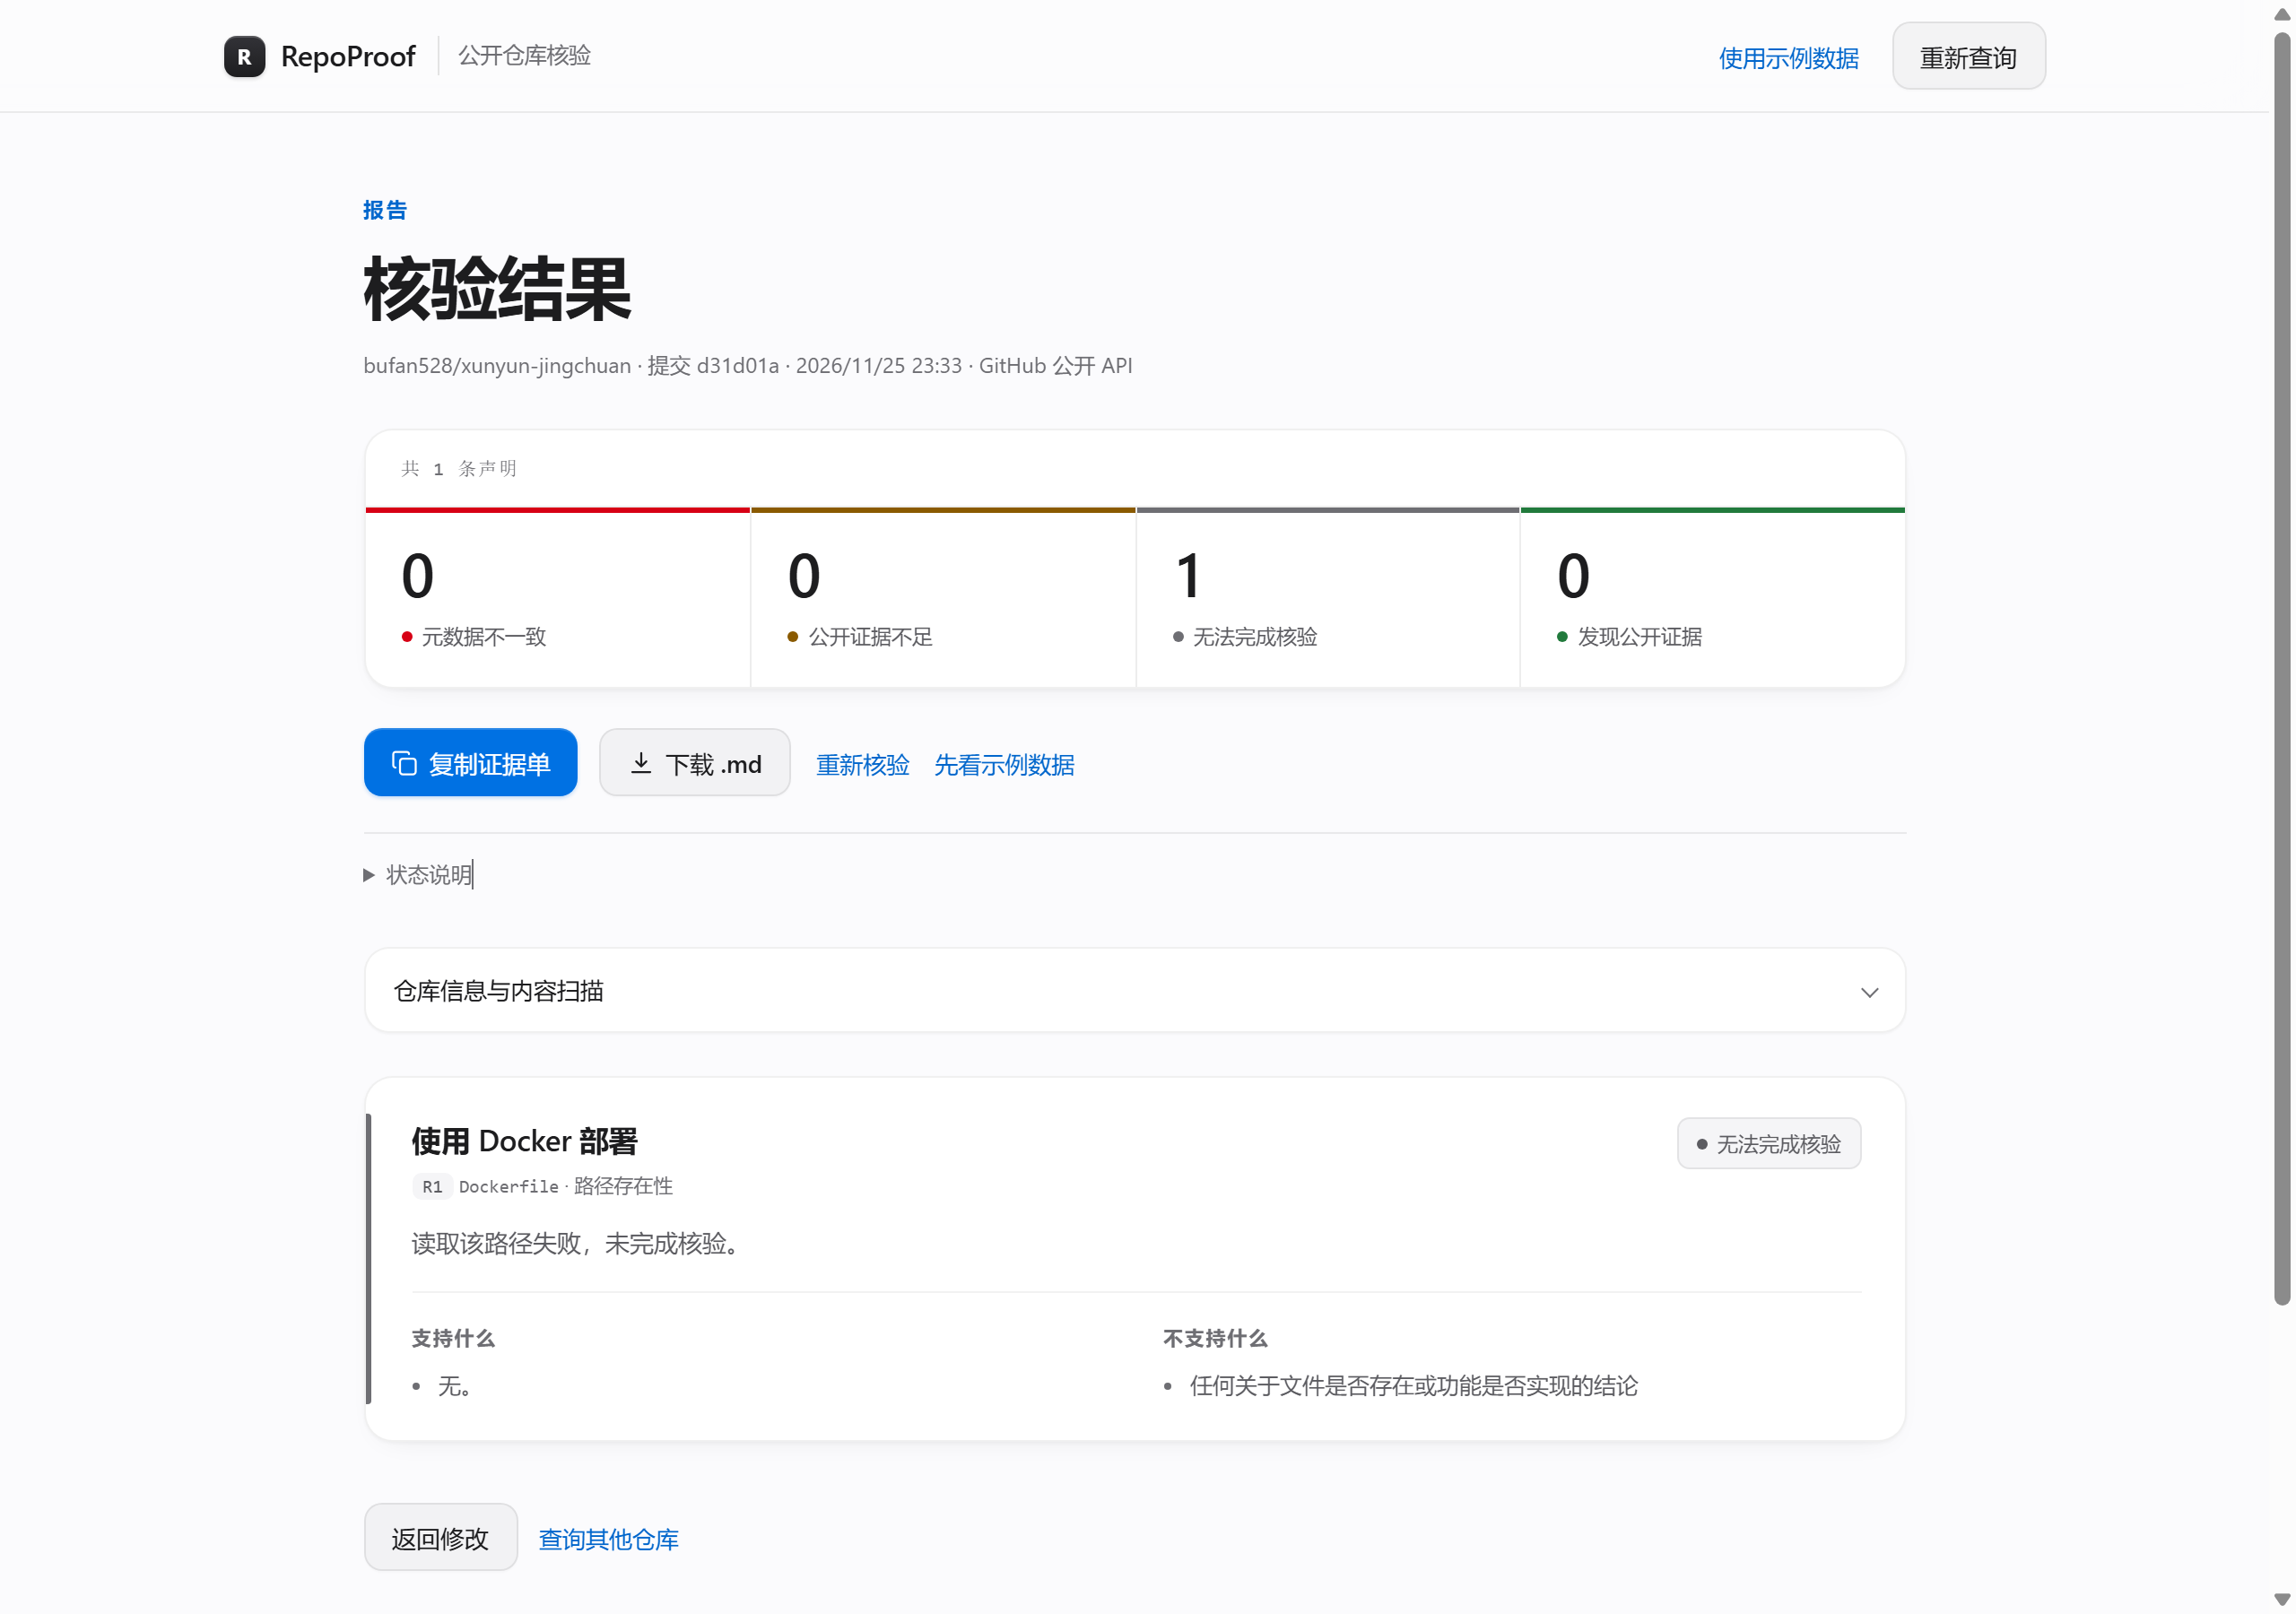 R RepoProof 公开仓库核验 使用示例数据 重新查询
报告
核验结果
bufan528/xunyun-jingchuan · 提交 d31d01a · 2026/11/25 23:33 · GitHub 公开 API
共 1 条声明
0 0 1 0
元数据不一致 公开证据不足 无法完成核验 发现公开证据
复制证据单 下载 .md 重新核验 先看示例数据
状态说明
仓库信息与内容扫描
使用 Docker 部署 无法完成核验
R1 Dockerfile · 路径存在性
读取该路径失败，未完成核验。
支持什么 不支持什么
• 无。 • 任何关于文件是否存在或功能是否实现的结论
返回修改 查询其他仓库